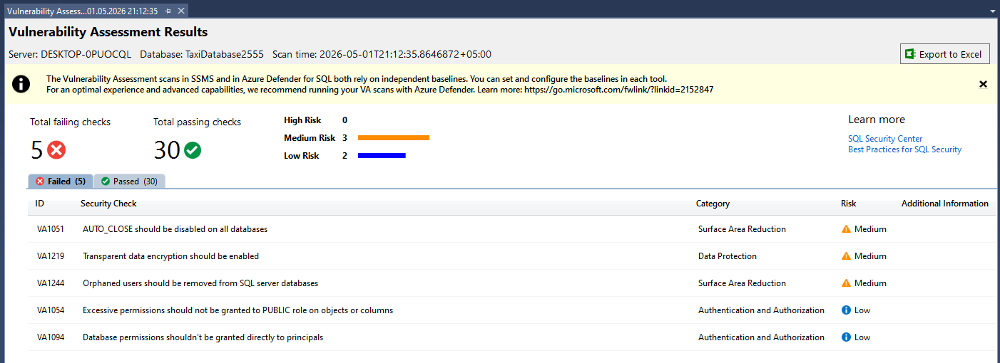 Vulnerability Assess...01.05.2026 21:12:35
Vulnerability Assessment Results
Server: DESKTOP-0PUOCQL Database: TaxiDatabase2555 Scan time: 2026-05-01T21:12:35.8646872+05:00
Export to Excel
The Vulnerability Assessment scans in SSMS and in Azure Defender for SQL both rely on independent baselines. You can set and configure the baselines in each tool.
For an optimal experience and advanced capabilities, we recommend running your VA scans with Azure Defender. Learn more: https://go.microsoft.com/fwlink/?linkid=2152847
Total failing checks
5
Total passing checks
30
High Risk 0
Medium Risk 3
Low Risk 2
Learn more
SQL Security Center
Best Practices for SQL Security
Failed (5) Passed (30)
ID Security Check Category Risk Additional Information
VA1051 AUTO_CLOSE should be disabled on all databases Surface Area Reduction Medium
VA1219 Transparent data encryption should be enabled Data Protection Medium
VA1244 Orphaned users should be removed from SQL server databases Surface Area Reduction Medium
VA1054 Excessive permissions should not be granted to PUBLIC role on objects or columns Authentication and Authorization Low
VA1094 Database permissions shouldn't be granted directly to principals Authentication and Authorization Low